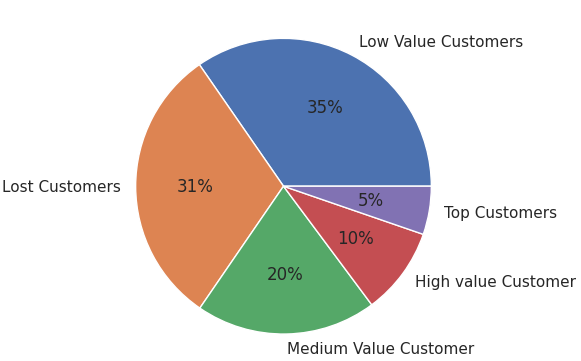 Low Value Customers
35%
Lost Customers
31%
5%
Top Customers
10%
High value Customer
20%
Medium Value Customer